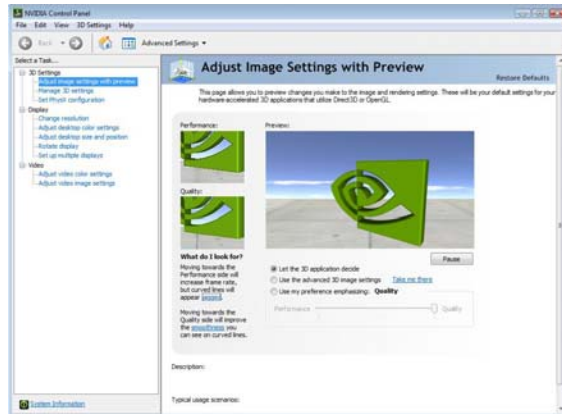 NVIDIA Control Panel
File Edit View 3D Settings Help
Back Advanced Settings
Select a Task...
3D Settings
Adjust image settings with preview
Manage 3D settings
Set PhysX configuration
Display
Change resolution
Adjust desktop color settings
Adjust desktop size and position
Rotate display
Set up multiple displays
Video
Adjust video color settings
Adjust video image settings
System Information
Adjust Image Settings with Preview
Restore Defaults
This page allows you to preview changes you make to the image and rendering settings. These will be your default settings for your
hardware-accelerated 3D applications that utilize Direct3D or OpenGL.
Performance:
Quality:
What do I look for?
Moving towards the
Performance side will
increase frame rate,
but curved lines will
appear jagged.
Moving towards the
Quality side will improve
the smoothness you
can see on curved lines.
Preview:
Pause
Let the 3D application decide
Use the advanced 3D image settings Take me there
Use my preference emphasizing: Quality
Performance Quality
Description:
Typical usage scenarios: